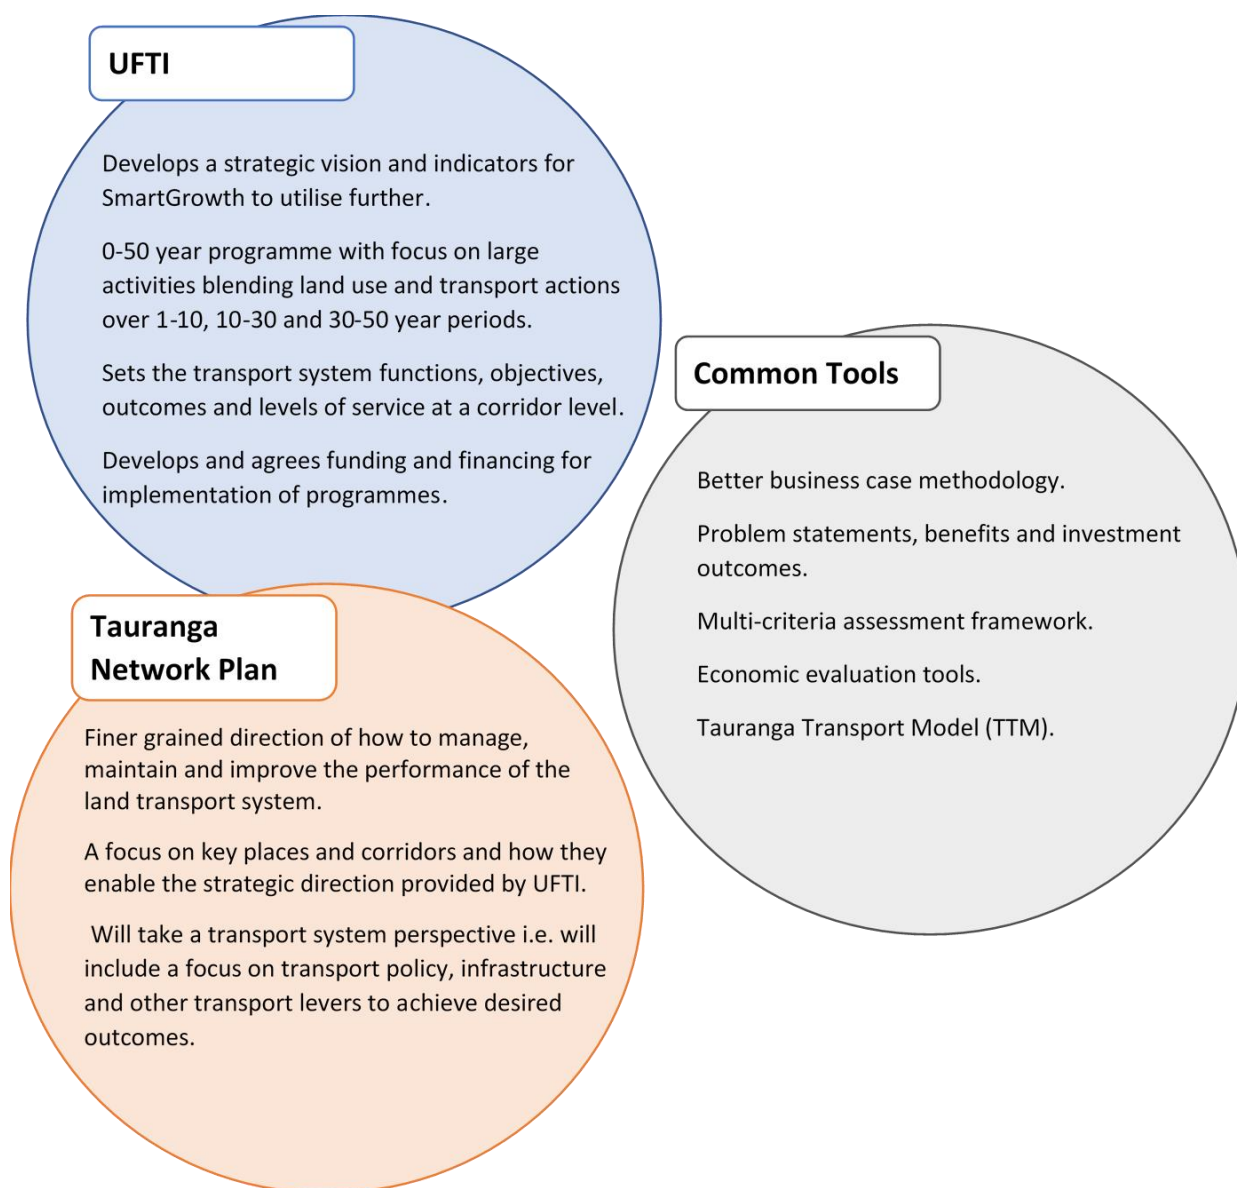 UFTI
Develops a strategic vision and indicators for
SmartGrowth to utilise further.
0-50 year programme with focus on large
activities blending land use and transport actions
over 1-10, 10-30 and 30-50 year periods.
Sets the transport system functions, objectives,
outcomes and levels of service at a corridor level.
Develops and agrees funding and financing for
implementation of programmes.
Common Tools
Better business case methodology.
Problem statements, benefits and investment
outcomes.
Multi-criteria assessment framework.
Economic evaluation tools.
Tauranga Transport Model (TTM).
Tauranga
Network Plan
Finer grained direction of how to manage,
maintain and improve the performance of the
land transport system.
A focus on key places and corridors and how they
enable the strategic direction provided by UFTI.
Will take a transport system perspective i.e. will
include a focus on transport policy, infrastructure
and other transport levers to achieve desired
outcomes.